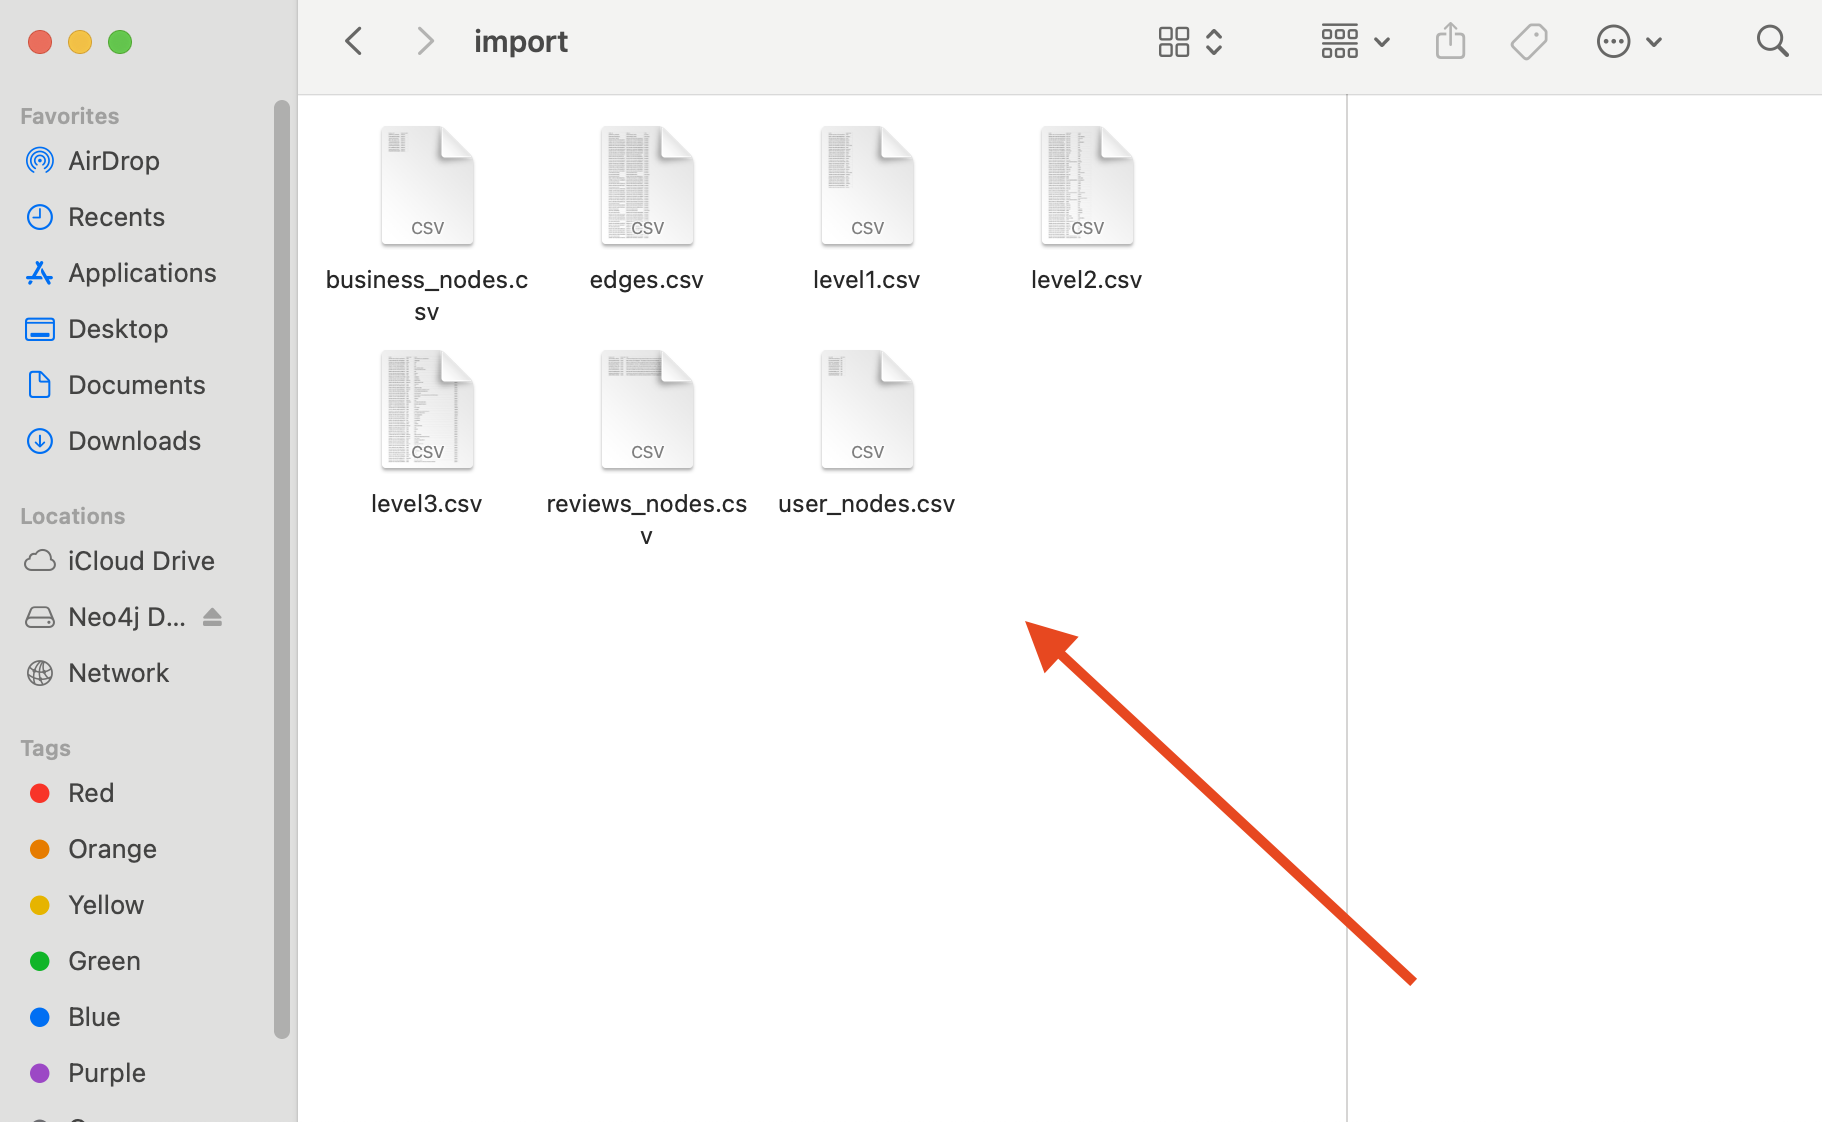 import
Favorites
AirDrop
Recents
Applications
Desktop
Documents
Downloads
Locations
iCloud Drive
Neo4j D...
Network
Tags
Red
Orange
Yellow
Green
Blue
Purple
CSV
CSV
CSV
CSV
business_nodes.c
sv
edges.csv
level1.csv
level2.csv
CSV
CSV
CSV
level3.csv
reviews_nodes.cs
v
user_nodes.csv